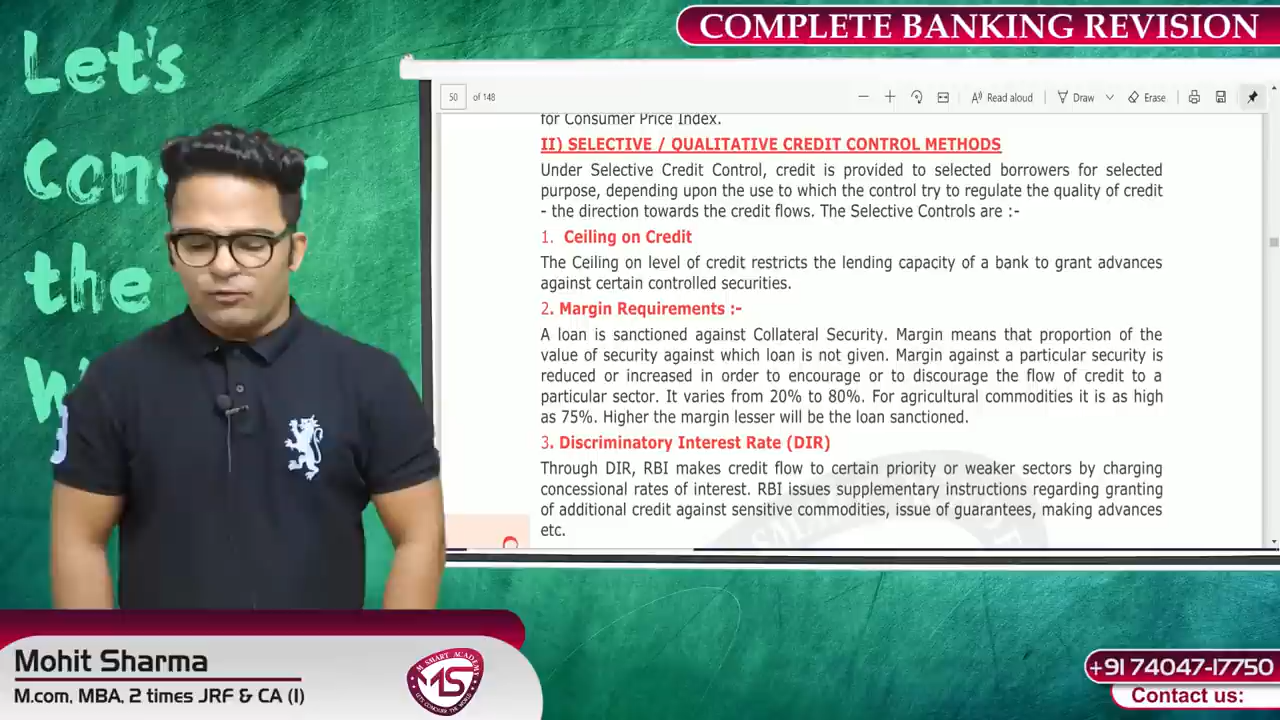 COMPLETE BANKING REVISION
Let's
Con
the
W
50 of 148
Read aloud
Draw
Erase
for Consumer Price Index.
II) SELECTIVE / QUALITATIVE CREDIT CONTROL METHODS
Under Selective Credit Control, credit is provided to selected borrowers for selected
purpose, depending upon the use to which the control try to regulate the quality of credit
- the direction towards the credit flows. The Selective Controls are :-
1. Ceiling on Credit
The Ceiling on level of credit restricts the lending capacity of a bank to grant advances
against certain controlled securities.
2. Margin Requirements :-
A loan is sanctioned against Collateral Security. Margin means that proportion of the
value of security against which loan is not given. Margin against a particular security is
reduced or increased in order to encourage or to discourage the flow of credit to a
particular sector. It varies from 20% to 80%. For agricultural commodities it is as high
as 75%. Higher the margin lesser will be the loan sanctioned.
3. Discriminatory Interest Rate (DIR)
Through DIR, RBI makes credit flow to certain priority or weaker sectors by charging
concessional rates of interest. RBI issues supplementary instructions regarding granting
of additional credit against sensitive commodities, issue of guarantees, making advances
etc.
Mohit Sharma
M.com, MBA, 2 times JRF & CA (I)
M SMART ACADEMY
MS
LET'S CONQUER THE WORLD
+91 74047-17750
Contact us: